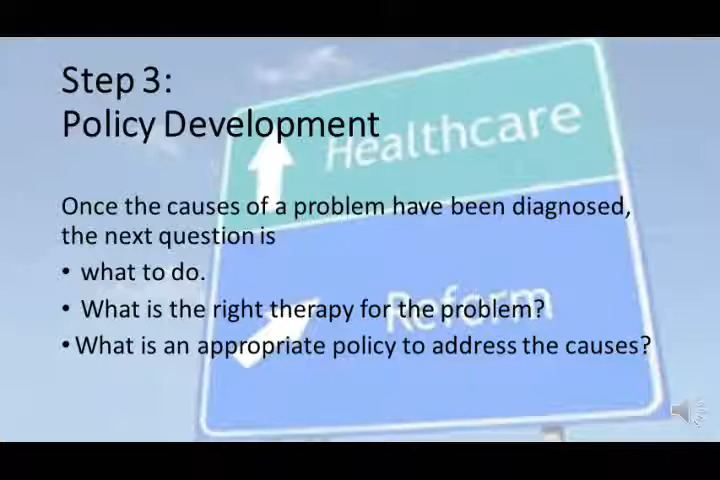 Step 3:
Policy Development
Healthcare
Once the causes of a problem have been diagnosed,
the next question is
• what to do.
• What is the right therapy for the problem?
Reform
• What is an appropriate policy to address the causes?